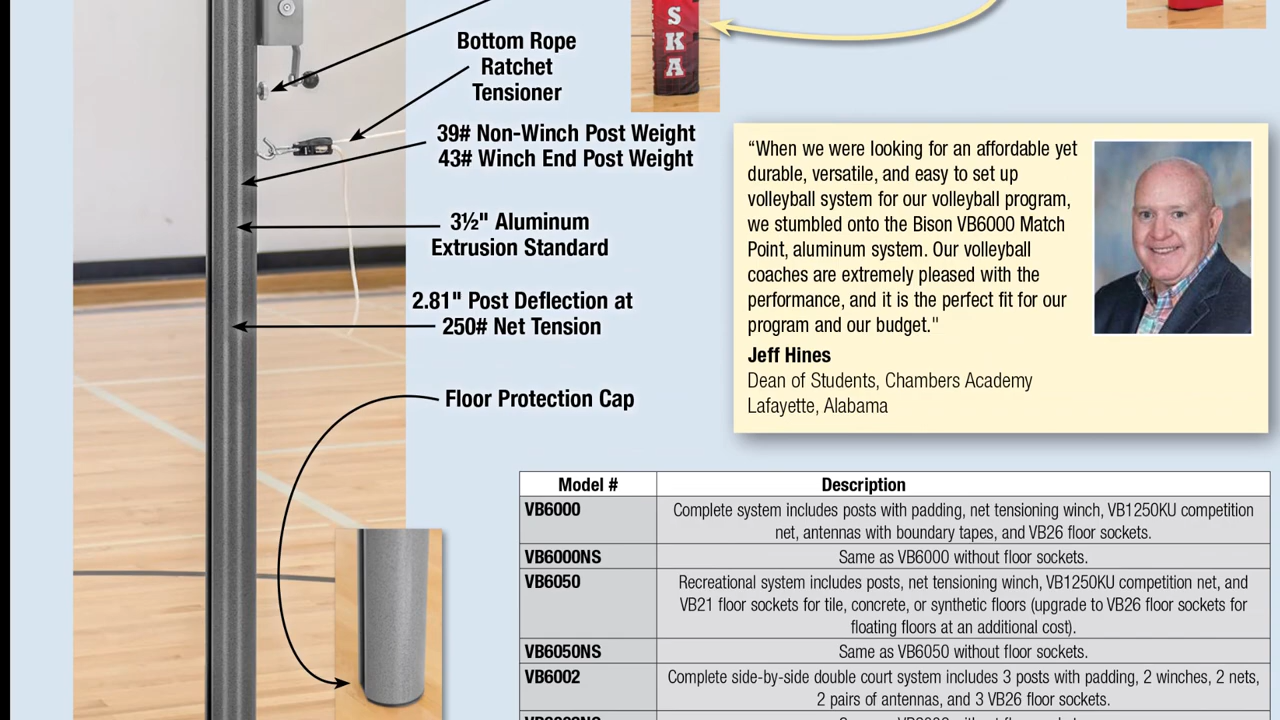 SKA
Bottom Rope
Ratchet
Tensioner
39# Non-Winch Post Weight
43# Winch End Post Weight
3½" Aluminum
Extrusion Standard
2.81" Post Deflection at
250# Net Tension
Floor Protection Cap
“When we were looking for an affordable yet
durable, versatile, and easy to set up
volleyball system for our volleyball program,
we stumbled onto the Bison VB6000 Match
Point, aluminum system. Our volleyball
coaches are extremely pleased with the
performance, and it is the perfect fit for our
program and our budget."
Jeff Hines
Dean of Students, Chambers Academy
Lafayette, Alabama
Model # Description
VB6000 Complete system includes posts with padding, net tensioning winch, VB1250KU competition
net, antennas with boundary tapes, and VB26 floor sockets.
VB6000NS Same as VB6000 without floor sockets.
VB6050 Recreational system includes posts, net tensioning winch, VB1250KU competition net, and
VB21 floor sockets for tile, concrete, or synthetic floors (upgrade to VB26 floor sockets for
floating floors at an additional cost).
VB6050NS Same as VB6050 without floor sockets.
VB6002 Complete side-by-side double court system includes 3 posts with padding, 2 winches, 2 nets,
2 pairs of antennas, and 3 VB26 floor sockets.